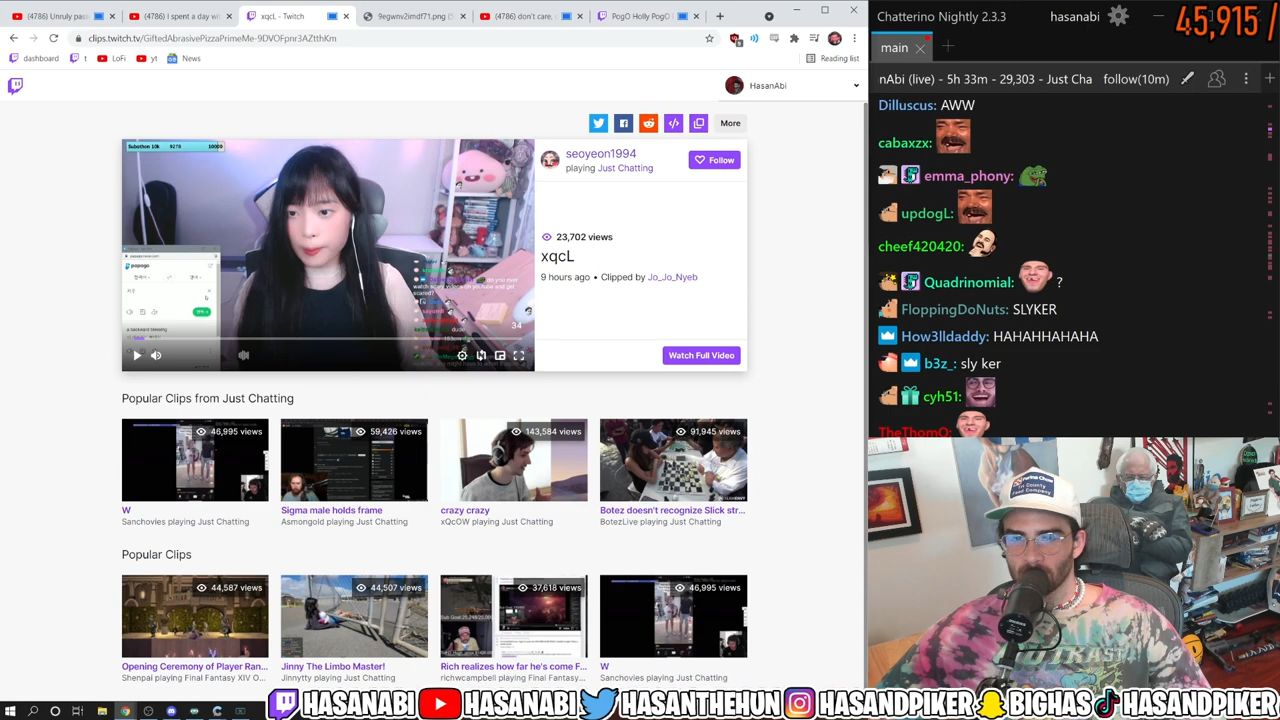 (4786) Unruly pass
(4786) I spent a day wi
xqcL - Twitch
9egwnv2imdf71.png
(4786) don't care,
PogO Holly PogO
clips.twitch.tv/GiftedAbrasivePizzaPrimeMe-9DVOFpnr3AZtthKm
dashboard
t
LoFi
yt
News
Reading list
HasanAbi
More
Subathon 10k 9278 10000
papago
a backward blessing
34
seoyeon1994
playing Just Chatting
Follow
23,702 views
xqcL
9 hours ago • Clipped by Jo_Jo_Nyeb
Watch Full Video
Popular Clips from Just Chatting
46,995 views
59,426 views
143,584 views
91,945 views
W
Sigma male holds frame
crazy crazy
Botez doesn't recognize Slick str...
Sanchovies playing Just Chatting
Asmongold playing Just Chatting
xQcOW playing Just Chatting
BotezLive playing Just Chatting
Popular Clips
44,587 views
44,507 views
37,618 views
46,995 views
Opening Ceremony of Player Ran...
Jinny The Limbo Master!
Rich realizes how far he's come F...
W
Shenpai playing Final Fantasy XIV O...
Jinnytty playing Just Chatting
richwcampbell playing Final Fantasy...
Sanchovies playing Just Chatting
Chatterino Nightly 2.3.3
hasanabi
45,915 /
main
nAbi (live) - 5h 33m - 29,303 - Just Cha
follow(10m)
Dilluscus: AWW
cabaxzx:
emma_phony:
updogL:
cheef420420:
Quadrinomial: ?
FloppingDoNuts: SLYKER
How3lldaddy: HAHAHHAHAHA
b3z_: sly ker
cyh51:
TheThomO:
HASANABI
HASANABI
HASANTHEHUN
HASANDPIKER
BIGHAS
HASANDPIKER